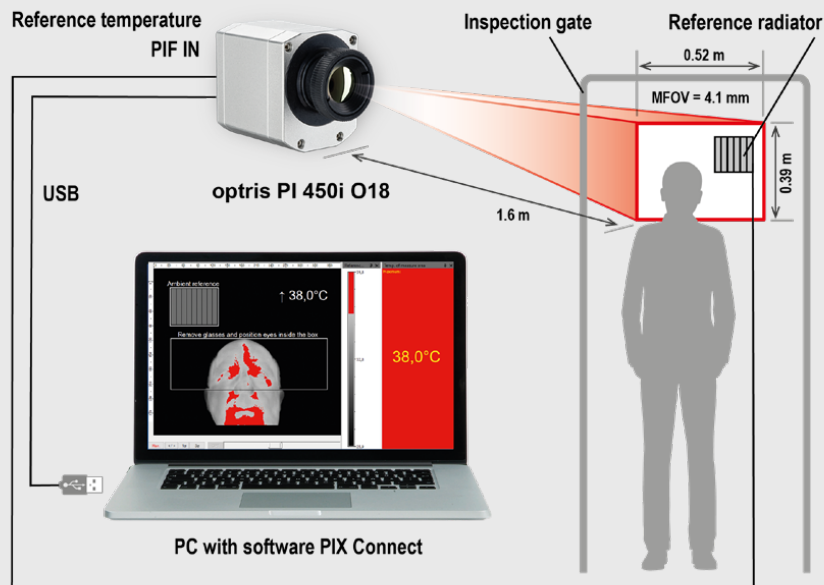 Reference temperature
PIF IN
Inspection gate
Reference radiator
0.52 m
MFOV = 4.1 mm
0.39 m
USB
optris PI 450i O18
1.6 m
Ambient reference
↑ 38,0°C
Remove glasses and position eyes inside the box
38,0°C
PC with software PIX Connect